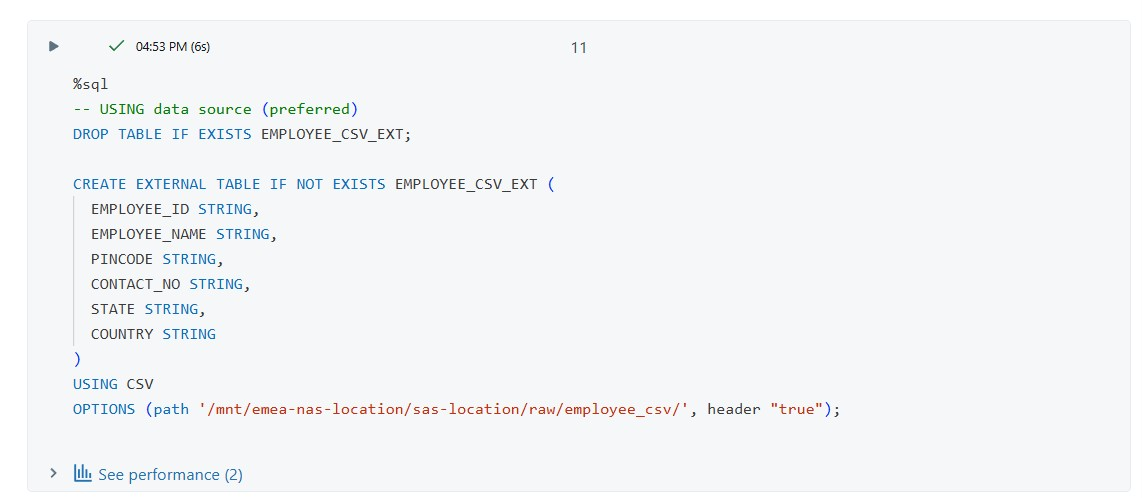 04:53 PM (6s)
11
%sql
-- USING data source (preferred)
DROP TABLE IF EXISTS EMPLOYEE_CSV_EXT;
CREATE EXTERNAL TABLE IF NOT EXISTS EMPLOYEE_CSV_EXT (
EMPLOYEE_ID STRING,
EMPLOYEE_NAME STRING,
PINCODE STRING,
CONTACT_NO STRING,
STATE STRING,
COUNTRY STRING
)
USING CSV
OPTIONS (path '/mnt/emea-nas-location/sas-location/raw/employee_csv/', header "true");
See performance (2)